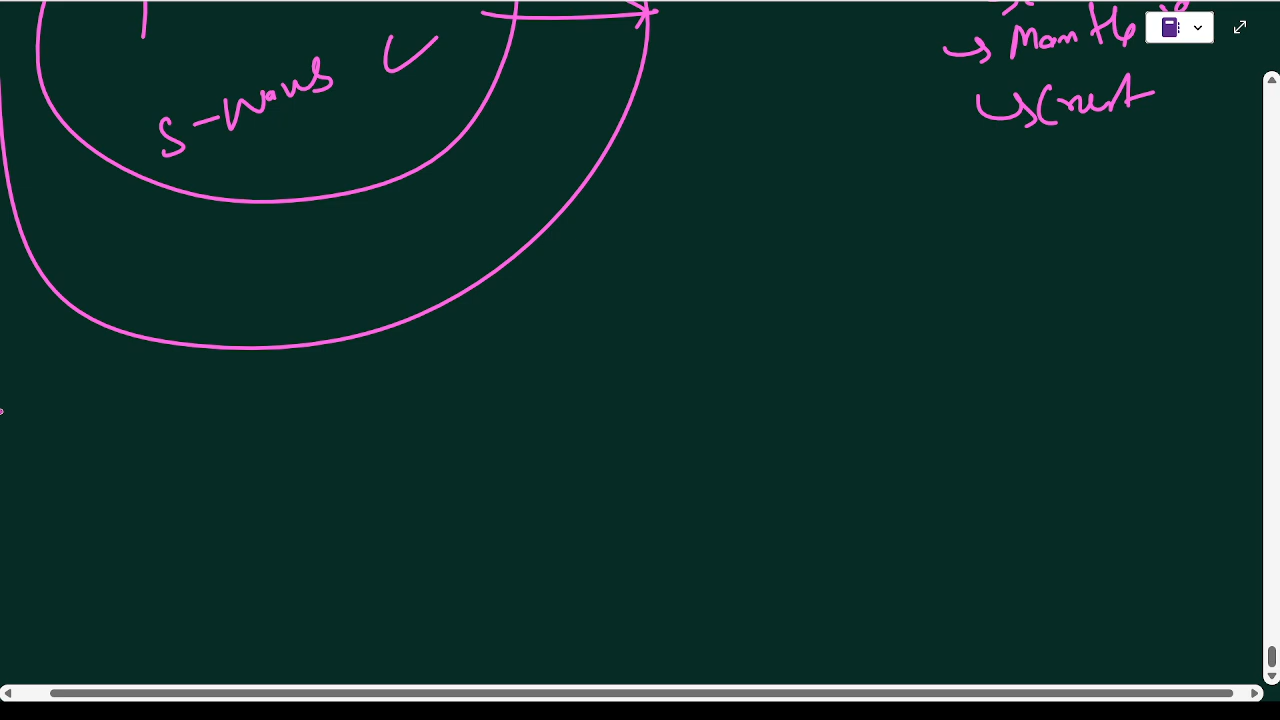 S-waves
→ Mantle
↳ Crust